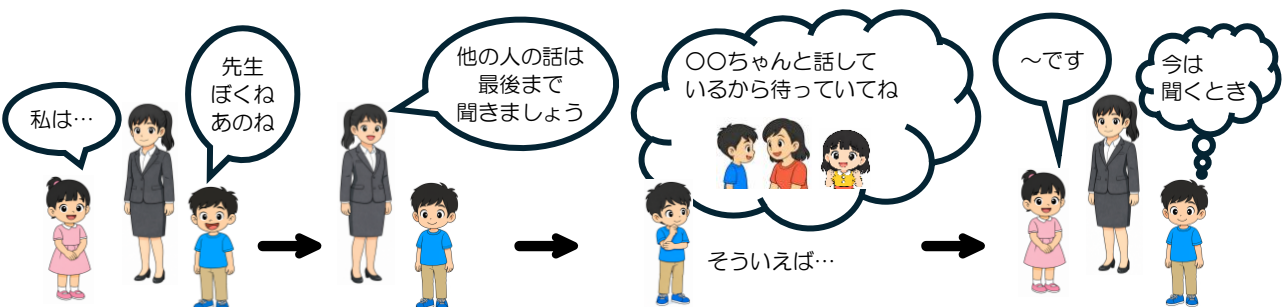 私は…
先生
ぼくね
あのね
他の人の話は
最後まで
聞きましょう
〇〇ちゃんと話して
いるから待っていてね
そういえば…
～です
今は
聞くとき